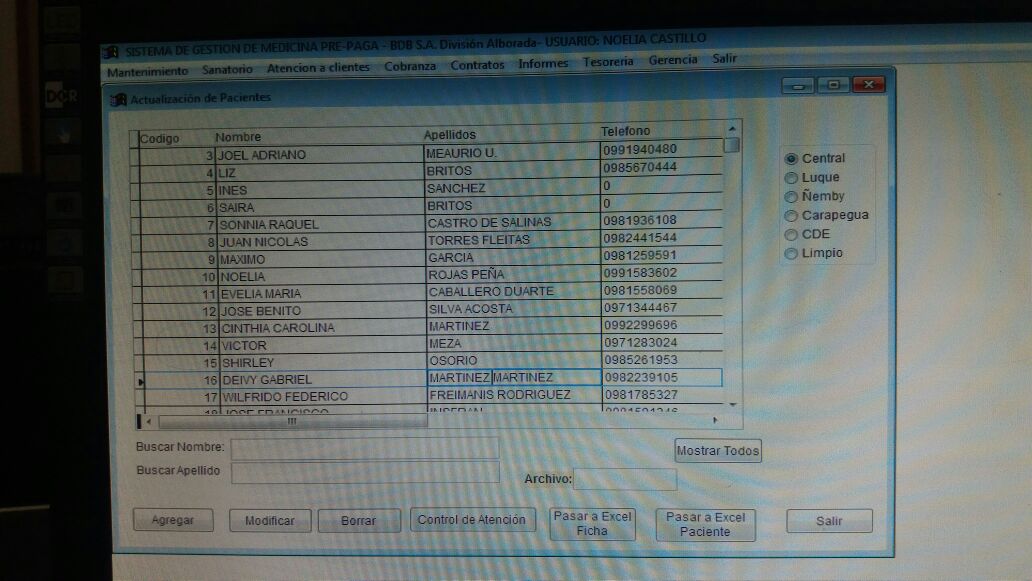 SISTEMA DE GESTION DE MEDICINA PRE-PAGA - BDB S.A. División Alborada- USUARIO: NOELIA CASTILLO
Mantenimiento Sanatorio Atencion a clientes Cobranza Contratos Informes Tesoreria Gerencia Salir
Actualización de Pacientes
Codigo Nombre Apellidos Telefono
3 JOEL ADRIANO MEAURIO U. 0991940480
4 LIZ BRITOS 0985670444
5 INES SANCHEZ 0
6 SAIRA BRITOS 0
7 SONNIA RAQUEL CASTRO DE SALINAS 0981936108
8 JUAN NICOLAS TORRES FLEITAS 0982441544
9 MAXIMO GARCIA 0981259591
10 NOELIA ROJAS PEÑA 0991583602
11 EVELIA MARIA CABALLERO DUARTE 0981558069
12 JOSE BENITO SILVA ACOSTA 0971344467
13 CINTHIA CAROLINA MARTINEZ 0992299696
14 VICTOR MEZA 0971283024
15 SHIRLEY OSORIO 0985261953
16 DEIVY GABRIEL MARTINEZ MARTINEZ 0982239105
17 WILFRIDO FEDERICO FREIMANIS RODRIGUEZ 0981785327
18 JOSE FRANCISCO
Central
Luque
Ñemby
Carapegua
CDE
Limpio
Buscar Nombre:
Mostrar Todos
Buscar Apellido
Archivo:
Agregar
Modificar
Borrar
Control de Atención
Pasar a Excel
Ficha
Pasar a Excel
Paciente
Salir